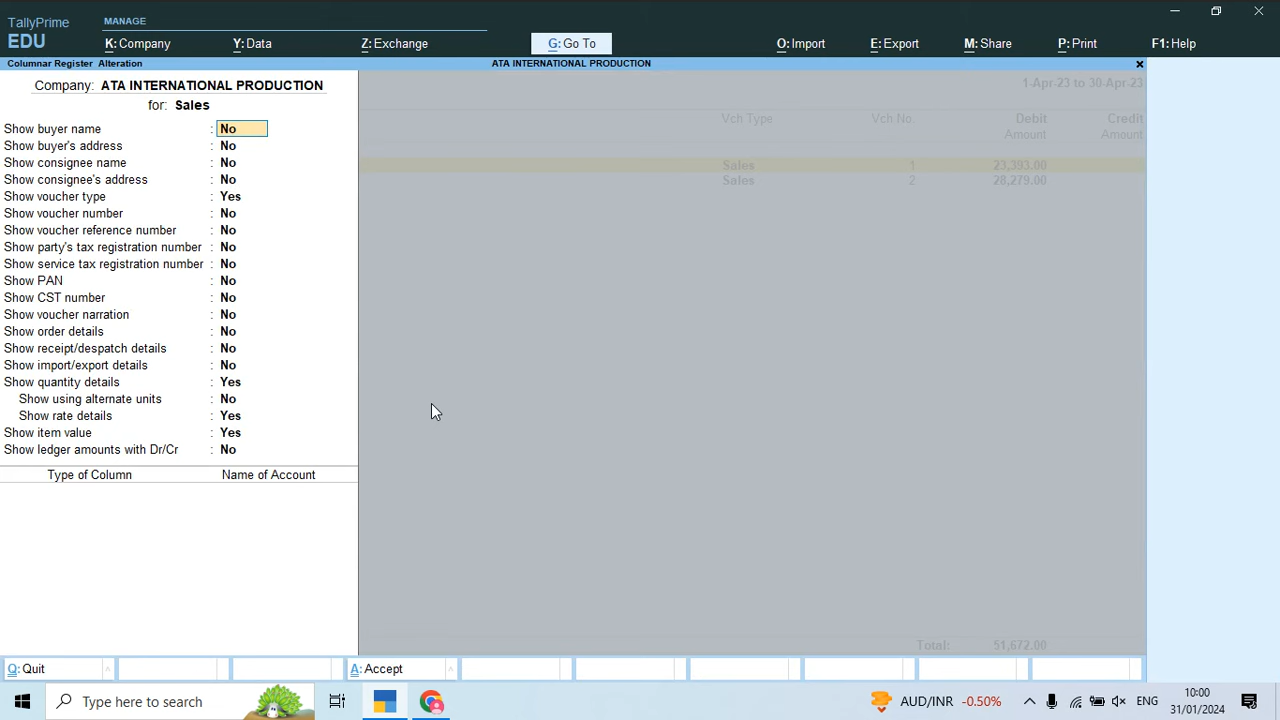 TallyPrime
EDU
MANAGE
K: Company
Y: Data
Z: Exchange
G: Go To
O: Import
E: Export
M: Share
P: Print
F1: Help
Columnar Register Alteration
ATA INTERNATIONAL PRODUCTION
×
Company: ATA INTERNATIONAL PRODUCTION
for: Sales
1-Apr-23 to 30-Apr-23
Vch Type Vch No. Debit Credit
Amount Amount
Show buyer name : No
Show buyer's address : No
Show consignee name : No
Sales 1 23,393.00
Show consignee's address : No
Sales 2 28,279.00
Show voucher type : Yes
Show voucher number : No
Show voucher reference number : No
Show party's tax registration number : No
Show service tax registration number : No
Show PAN : No
Show CST number : No
Show voucher narration : No
Show order details : No
Show receipt/despatch details : No
Show import/export details : No
Show quantity details : Yes
Show using alternate units : No
Show rate details : Yes
Show item value : Yes
Show ledger amounts with Dr/Cr : No
Type of Column Name of Account
Total: 51,672.00
Q: Quit
A: Accept
Type here to search
AUD/INR -0.50%
ENG
10:00
31/01/2024